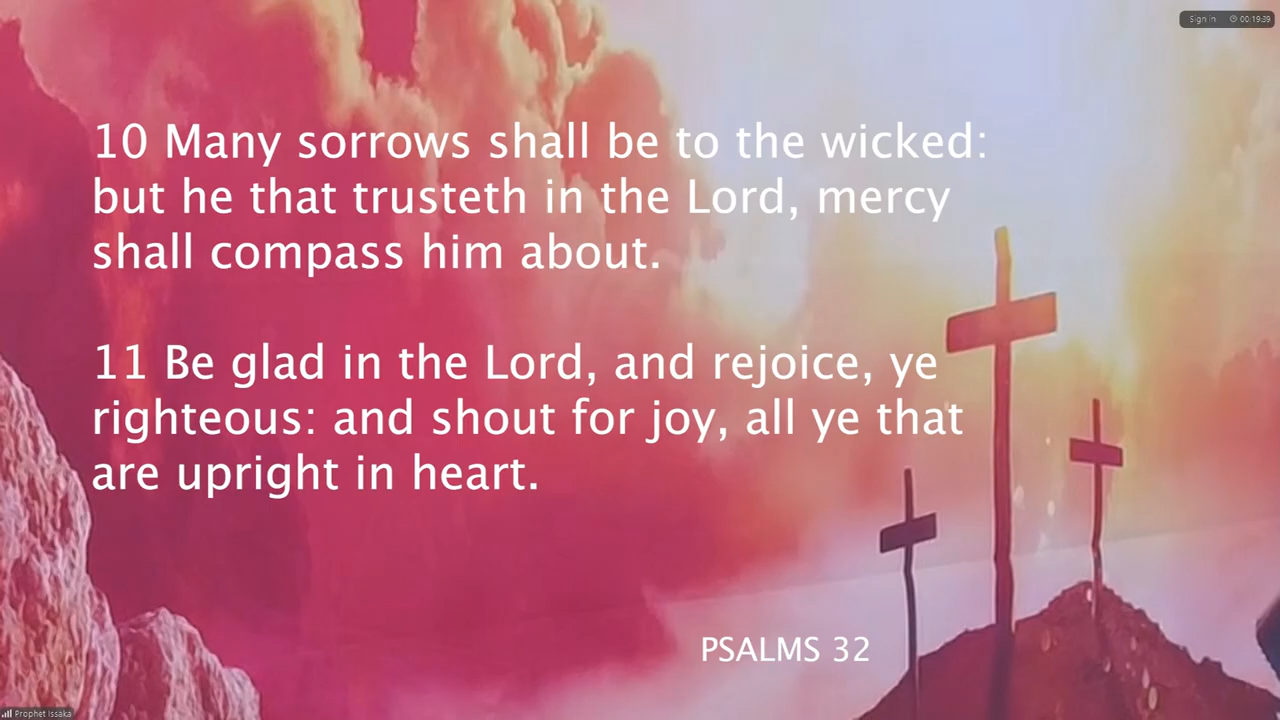 Sign in 00:19:39
10 Many sorrows shall be to the wicked:
but he that trusteth in the Lord, mercy
shall compass him about.
11 Be glad in the Lord, and rejoice, ye
righteous: and shout for joy, all ye that
are upright in heart.
PSALMS 32
Prophet Issaka